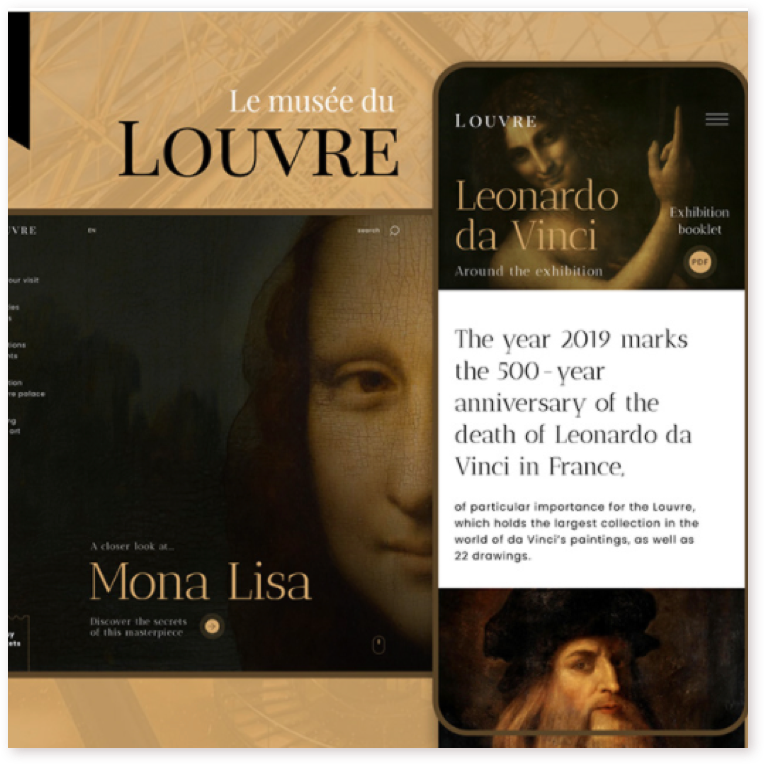 Le musée du
LOUVRE
EN
search
our visit
A closer look at...
Mona Lisa
Discover the secrets
of this masterpiece
LOUVRE
Leonardo
da Vinci
Around the exhibition
Exhibition
booklet
PDF
The year 2019 marks
the 500-year
anniversary of the
death of Leonardo da
Vinci in France,
of particular importance for the Louvre,
which holds the largest collection in the
world of da Vinci's paintings, as well as
22 drawings.